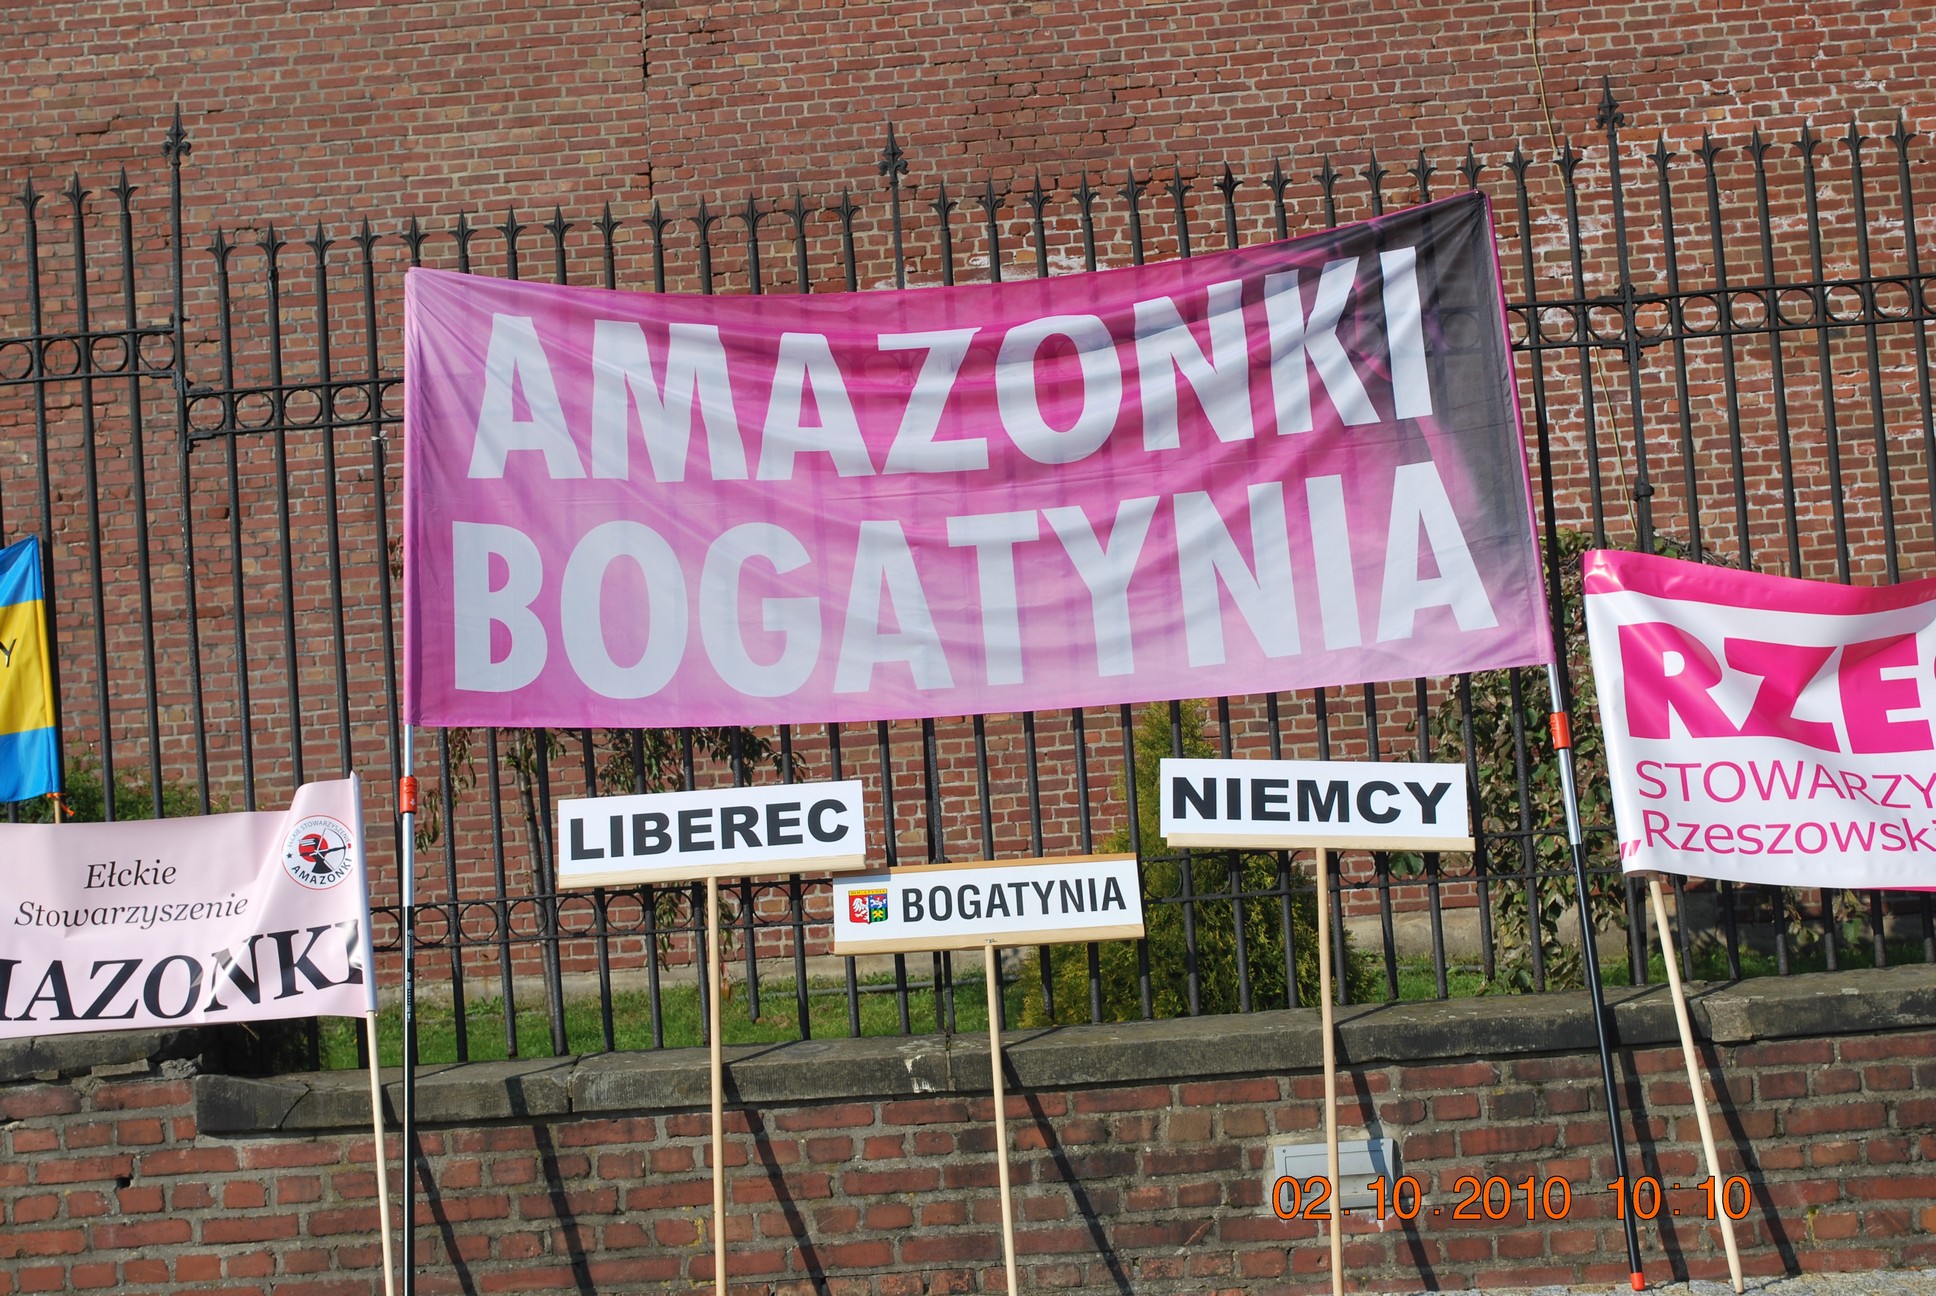 AMAZONKI
BOGATYNIA
LIBEREC
BOGATYNIA
NIEMCY
Ełckie
Stowarzyszenie
MAZONKI
AMAZONKI
Y
RZE
STOWARZY
Rzeszowski
02.10.2010 10:10